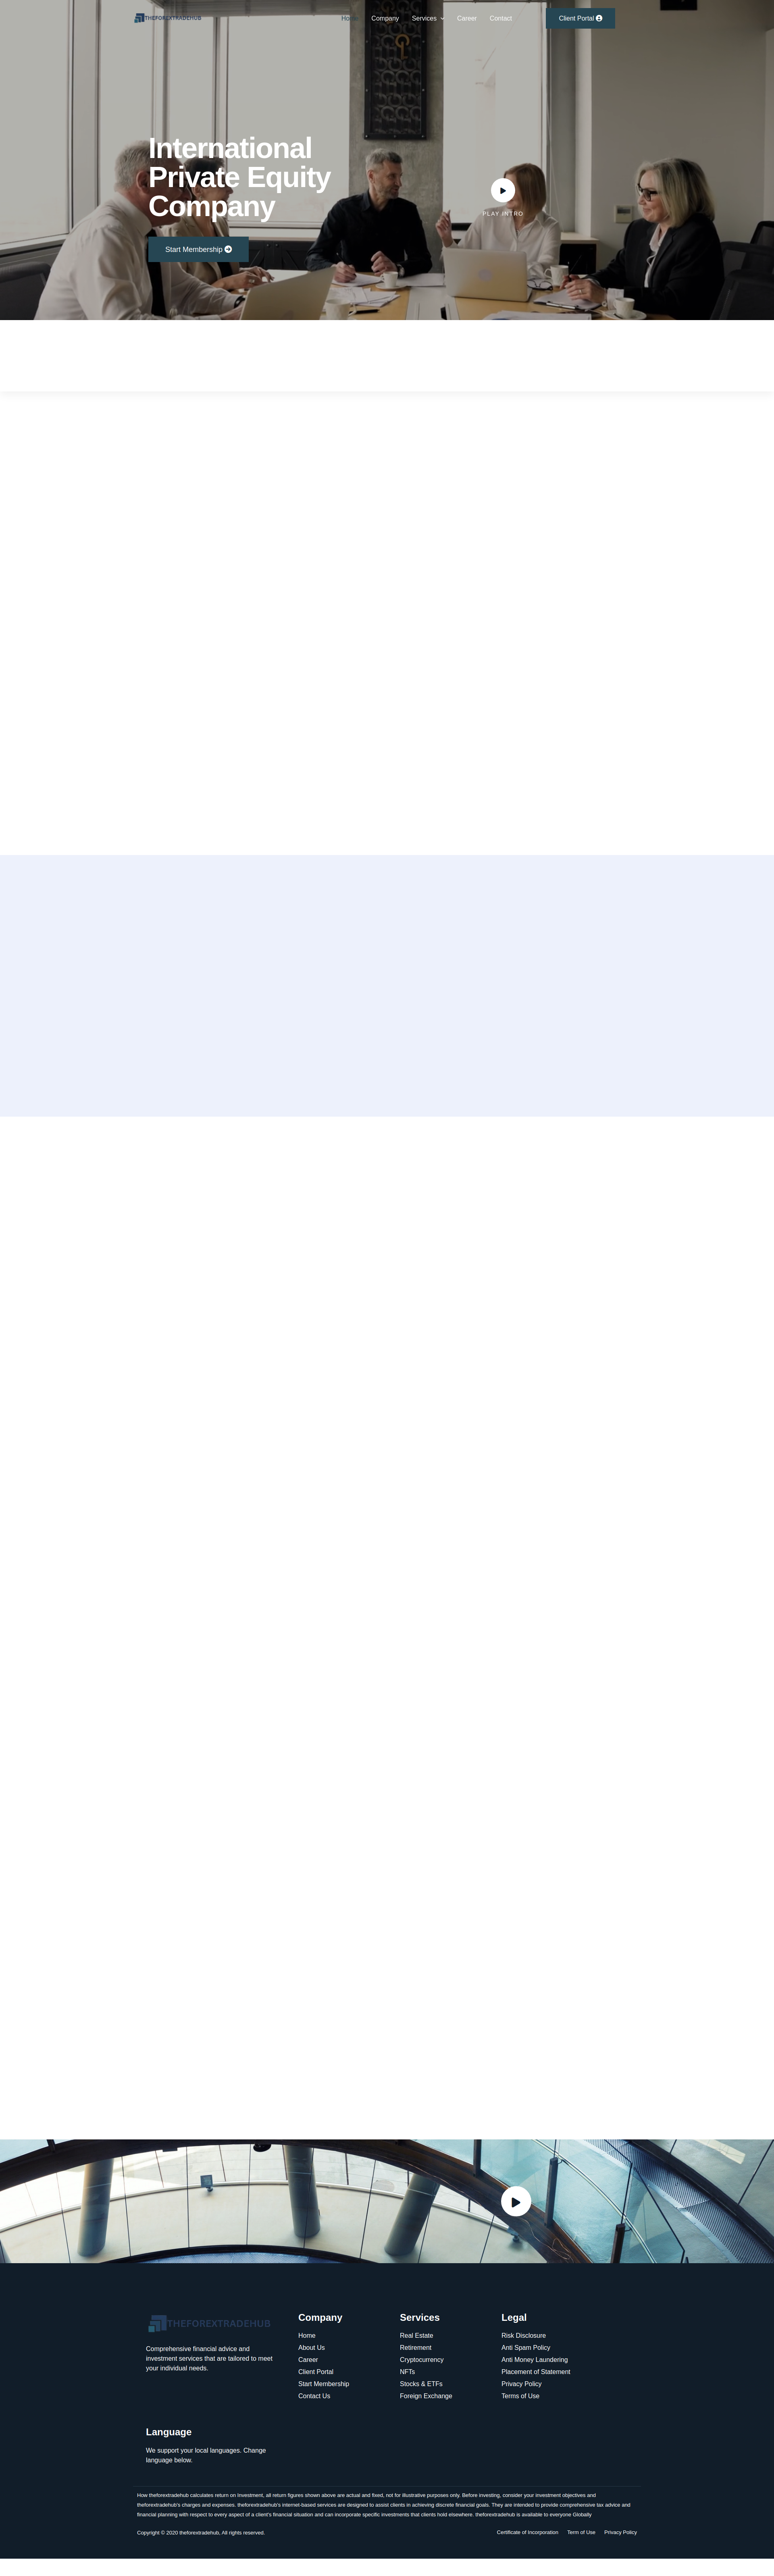 THEFOREXTRADEHUB
Home Company Services Career Contact Client Portal
International
Private Equity
Company
PLAY INTRO
Start Membership
THEFOREXTRADEHUB
Comprehensive financial advice and
investment services that are tailored to meet
your individual needs.
Company
Home
About Us
Career
Client Portal
Start Membership
Contact Us
Services
Real Estate
Retirement
Cryptocurrency
NFTs
Stocks & ETFs
Foreign Exchange
Legal
Risk Disclosure
Anti Spam Policy
Anti Money Laundering
Placement of Statement
Privacy Policy
Terms of Use
Language
We support your local languages. Change
language below.
How theforextradehub calculates return on Investment, all return figures shown above are actual and fixed, not for illustrative purposes only. Before investing, consider your investment objectives and
theforextradehub's charges and expenses. theforextradehub's internet-based services are designed to assist clients in achieving discrete financial goals. They are intended to provide comprehensive tax advice and
financial planning with respect to every aspect of a client's financial situation and can incorporate specific investments that clients hold elsewhere. theforextradehub is available to everyone Globally
Copyright © 2020 theforextradehub, All rights reserved.
Certificate of Incorporation Term of Use Privacy Policy